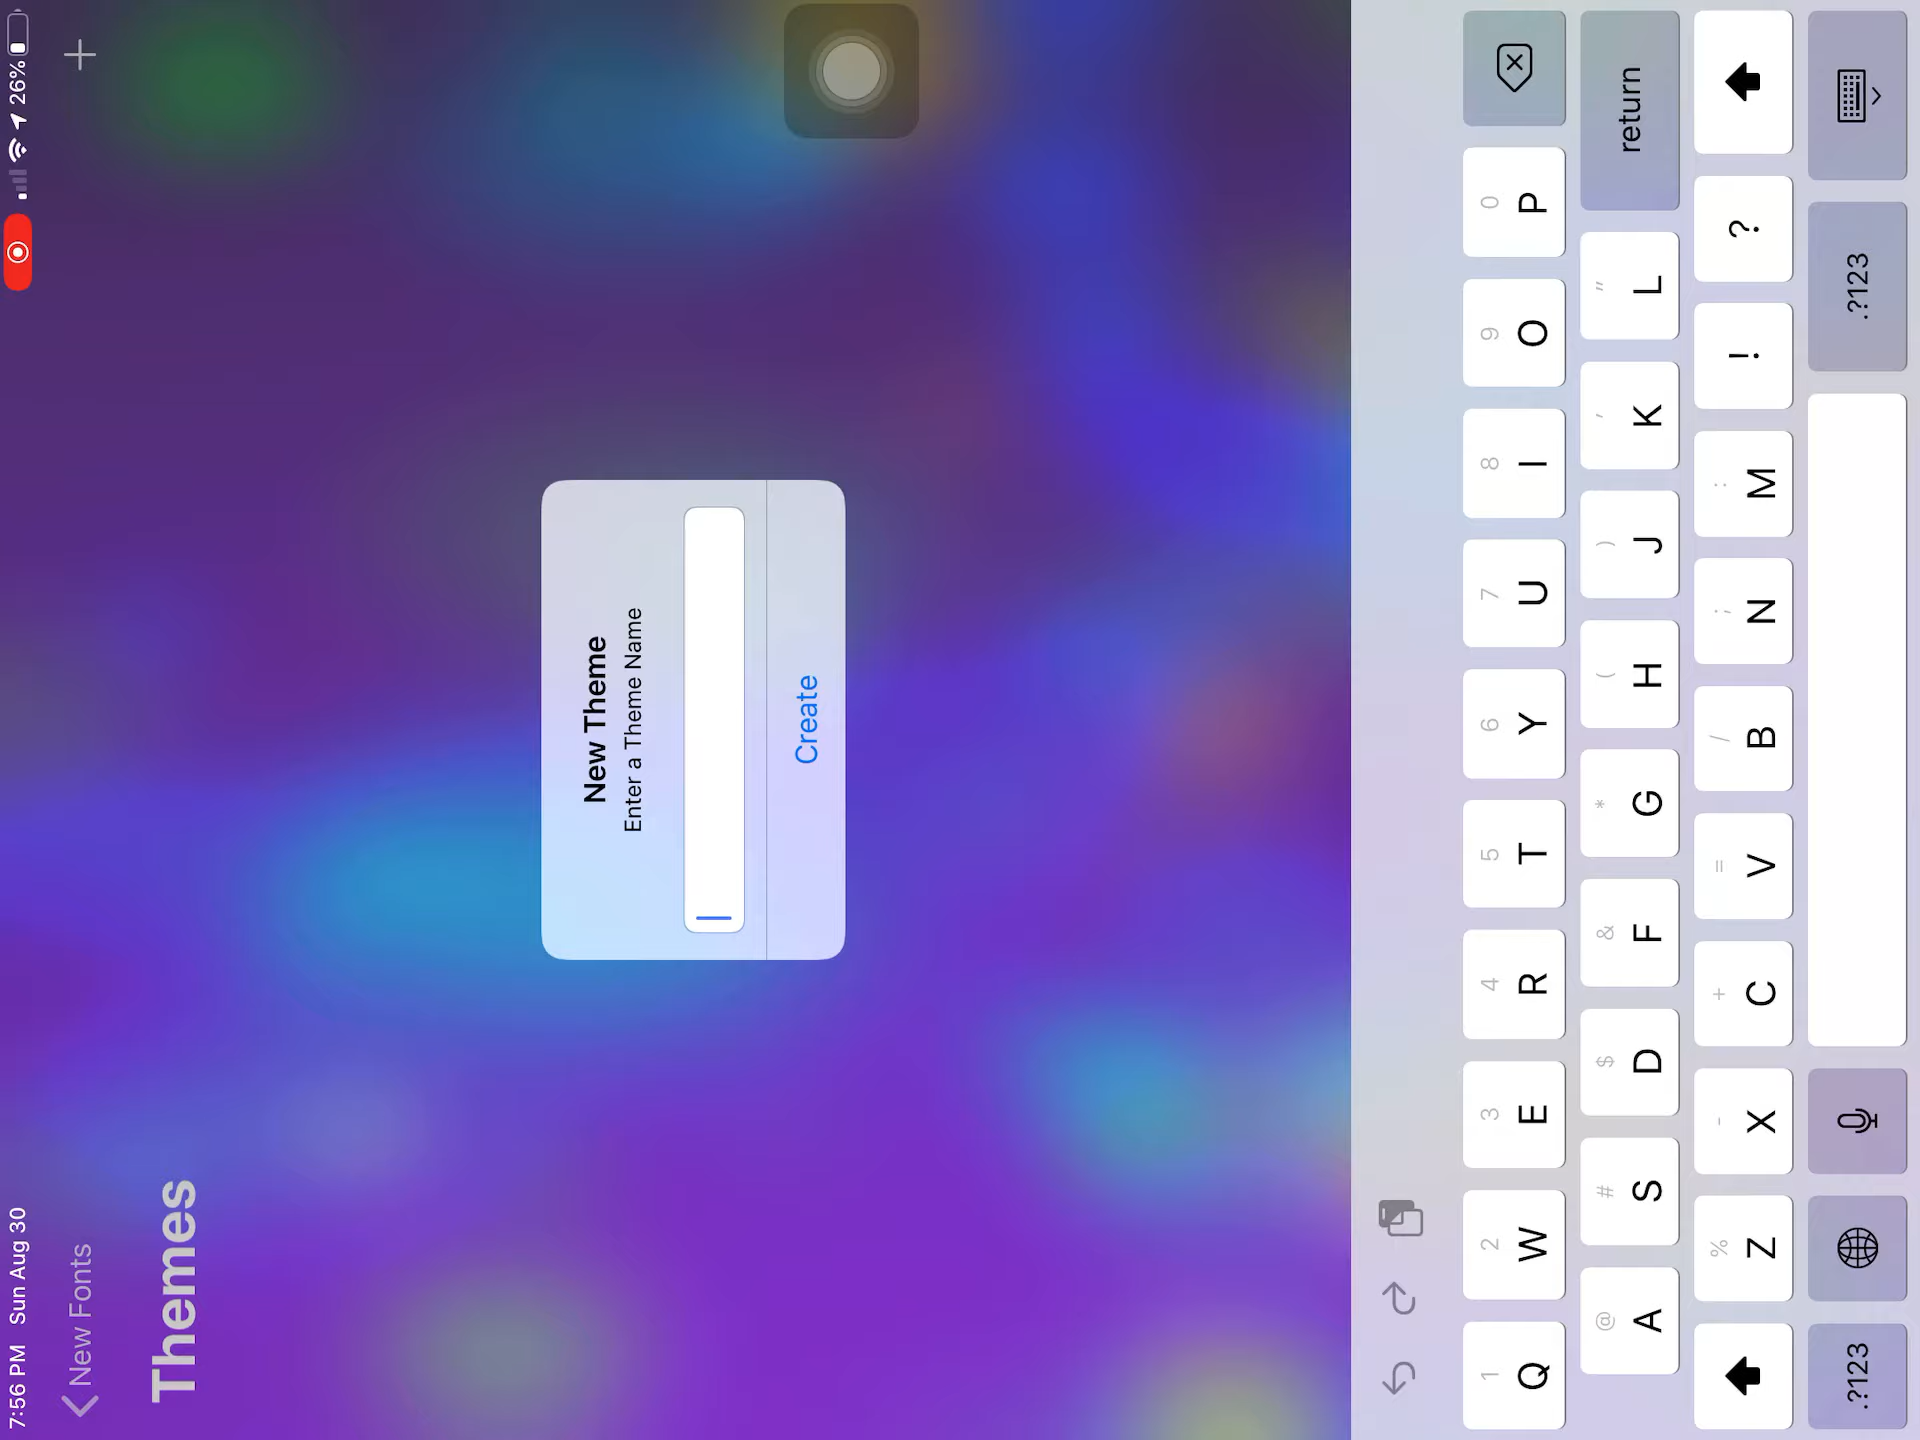 7:56 PM Sun Aug 30
26%
New Fonts
+
Themes
New Theme
Enter a Theme Name
Create
1 2 3 4 5 6 7 8 9 0
Q W E R T Y U I O P
@ # $ & * ( ) ' "
A S D F G H J K L return
% - + = / ; : ! ?
Z X C V B N M
.?123 .?123